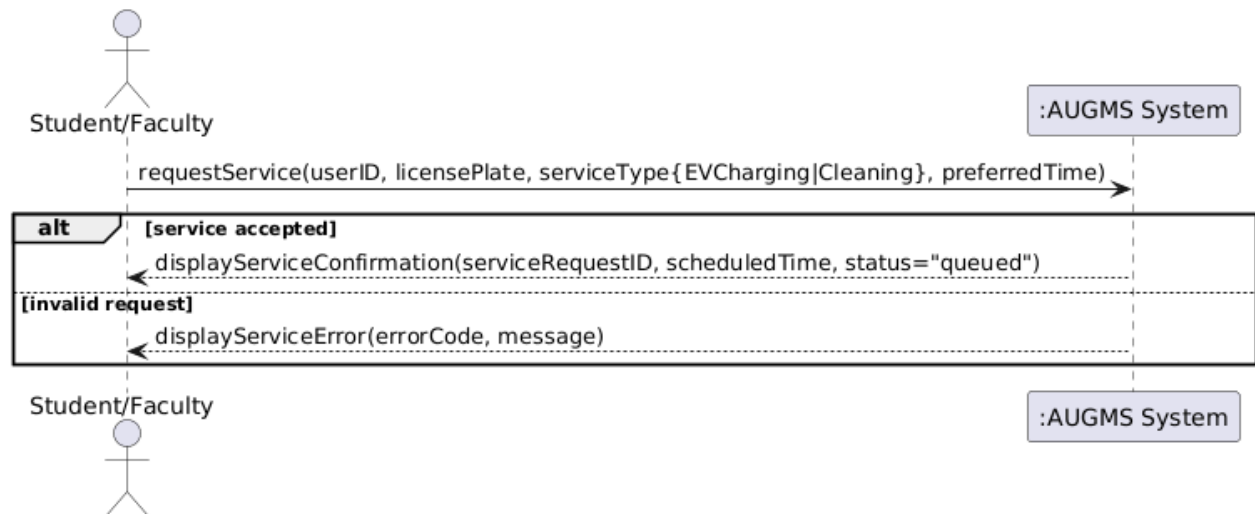 Student/Faculty
:AUGMS System
requestService(userID, licensePlate, serviceType{EVCharging|Cleaning}, preferredTime)
alt [service accepted]
displayServiceConfirmation(serviceRequestID, scheduledTime, status="queued")
[invalid request]
displayServiceError(errorCode, message)
Student/Faculty
:AUGMS System